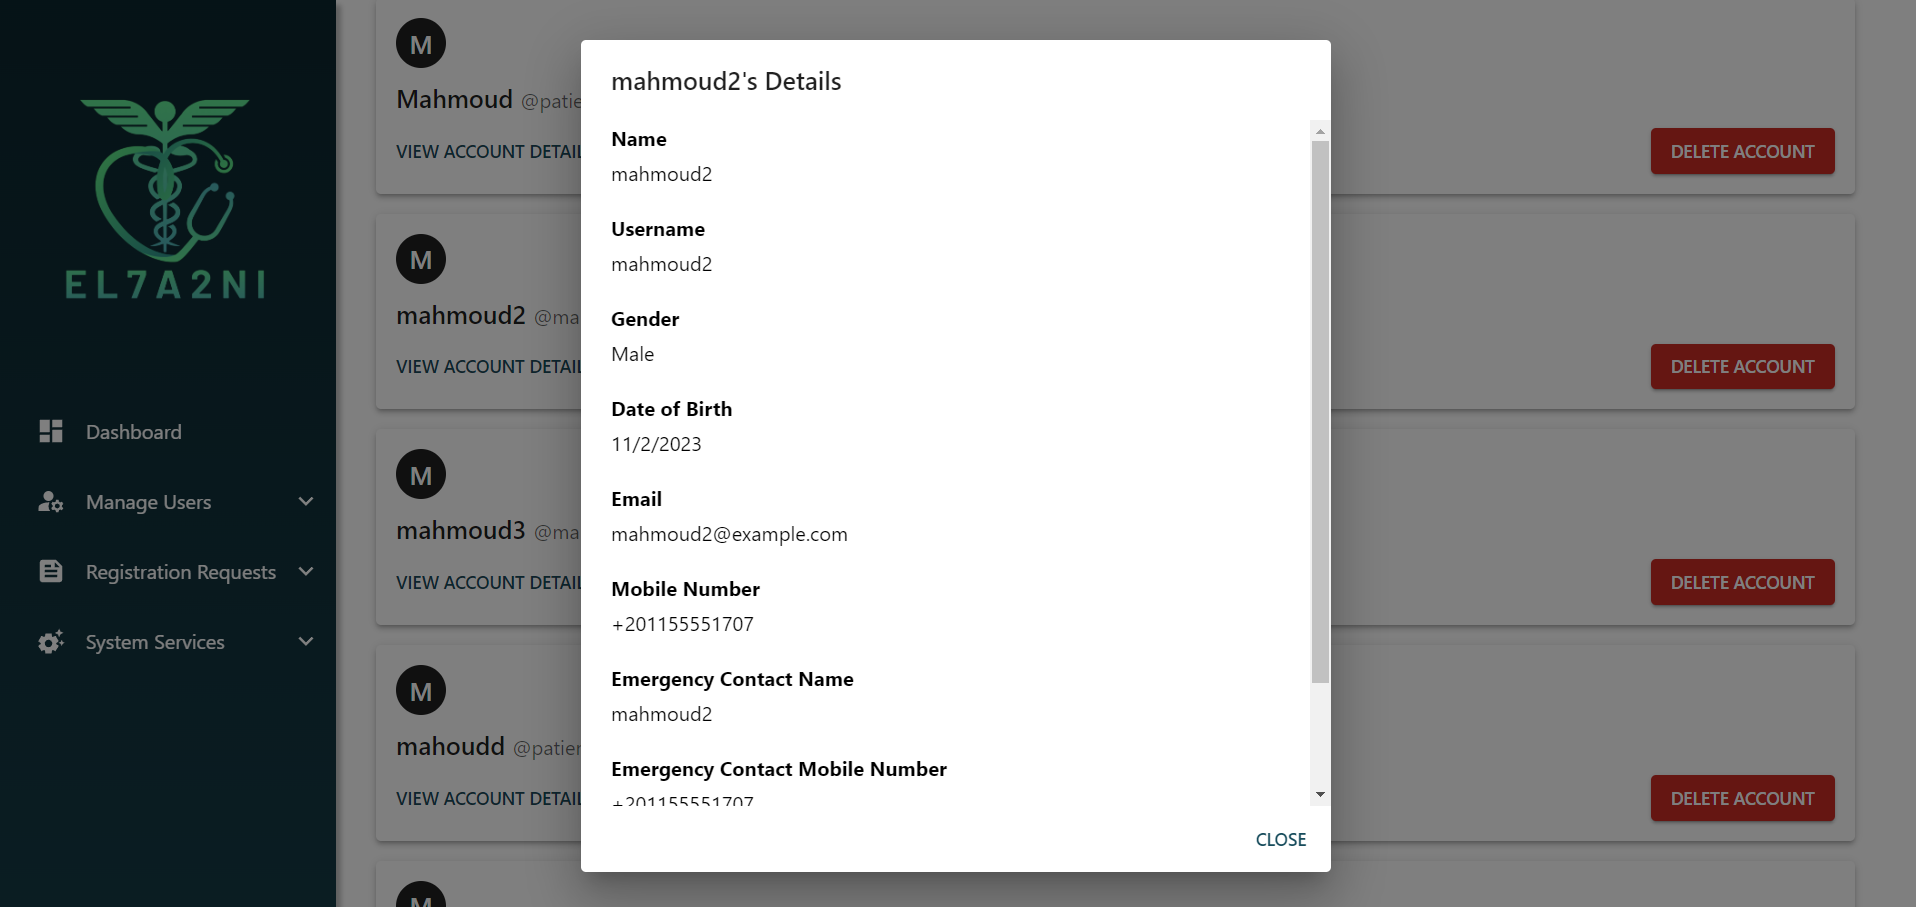 EL7A2NI
Dashboard
Manage Users
Registration Requests
System Services
M
Mahmoud @patie
VIEW ACCOUNT DETAIL
DELETE ACCOUNT
M
mahmoud2 @ma
VIEW ACCOUNT DETAIL
DELETE ACCOUNT
M
mahmoud3 @ma
VIEW ACCOUNT DETAIL
DELETE ACCOUNT
M
mahoudd @patier
VIEW ACCOUNT DETAIL
DELETE ACCOUNT
M
mahmoud2's Details
Name
mahmoud2
Username
mahmoud2
Gender
Male
Date of Birth
11/2/2023
Email
mahmoud2@example.com
Mobile Number
+201155551707
Emergency Contact Name
mahmoud2
Emergency Contact Mobile Number
+201155551707
CLOSE